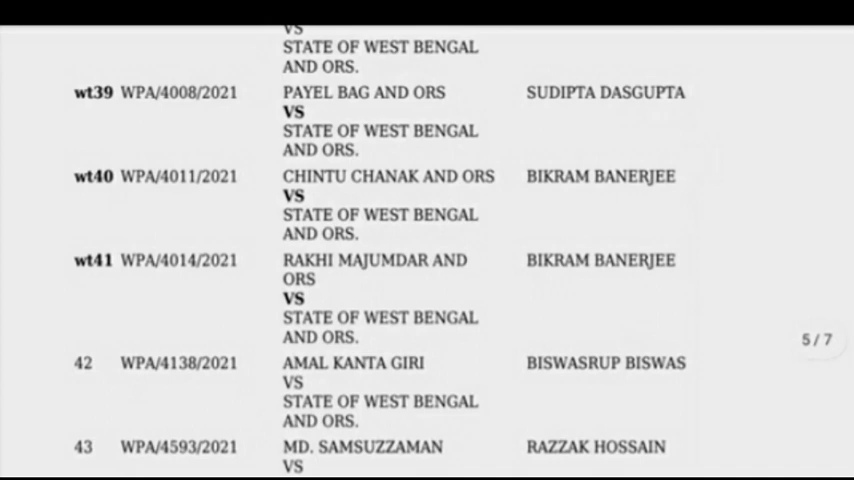 VS
STATE OF WEST BENGAL
AND ORS.
wt39 WPA/4008/2021 PAYEL BAG AND ORS SUDIPTA DASGUPTA
VS
STATE OF WEST BENGAL
AND ORS.
wt40 WPA/4011/2021 CHINTU CHANAK AND ORS BIKRAM BANERJEE
VS
STATE OF WEST BENGAL
AND ORS.
wt41 WPA/4014/2021 RAKHI MAJUMDAR AND BIKRAM BANERJEE
ORS
VS
STATE OF WEST BENGAL
AND ORS.
5 / 7
42 WPA/4138/2021 AMAL KANTA GIRI BISWASRUP BISWAS
VS
STATE OF WEST BENGAL
AND ORS.
43 WPA/4593/2021 MD. SAMSUZZAMAN RAZZAK HOSSAIN
VS